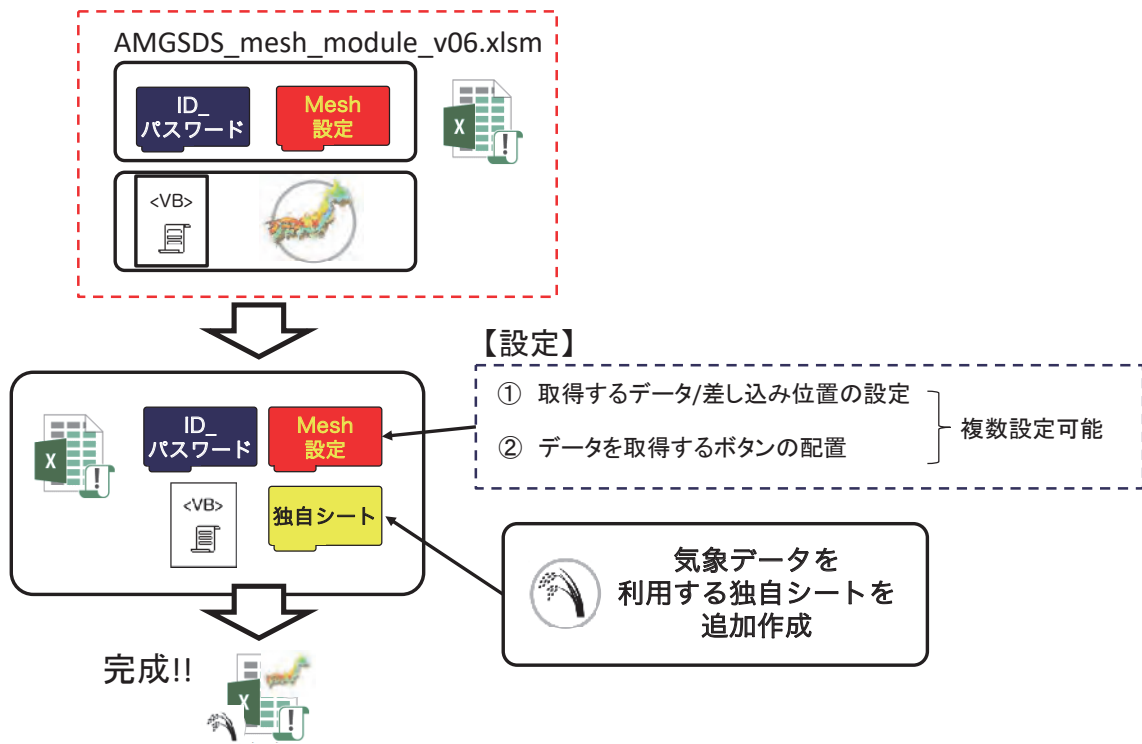 AMGSDS_mesh_module_v06.xlsm
ID_
パスワード
Mesh
設定
X
!
<VB>
【設定】
① 取得するデータ/差し込み位置の設定
② データを取得するボタンの配置
複数設定可能
ID_
パスワード
Mesh
設定
X
!
<VB>
独自シート
気象データを
利用する独自シートを
追加作成
完成!!
X
!